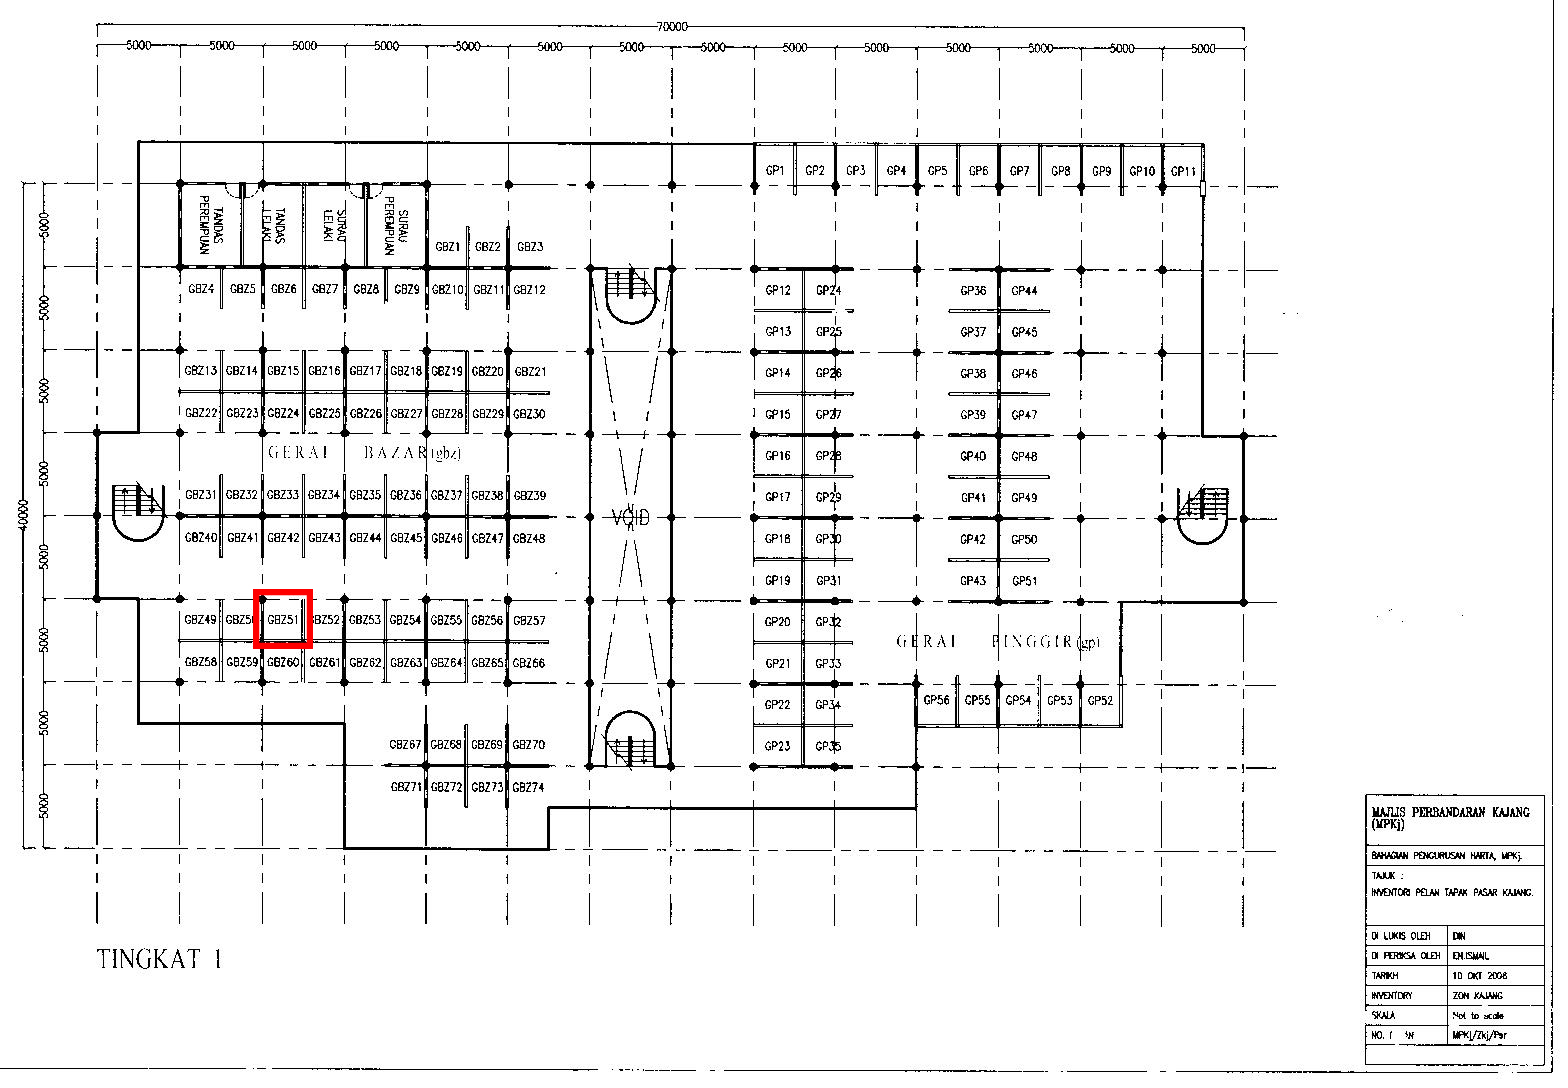 70000
5000 5000 5000 5000 5000 5000 5000 5000 5000 5000 5000 5000 5000 5000
GP1 GP2 GP3 GP4 GP5 GP6 GP7 GP8 GP9 GP10 GP11
TANDAS PEREMPUAN
TANDAS LELAKI
SURAU LELAKI
SURAU PEREMPUAN
GBZ1 GBZ2 GBZ3
GBZ4 GBZ5 GBZ6 GBZ7 GBZ8 GBZ9 GBZ10 GBZ11 GBZ12
GBZ13 GBZ14 GBZ15 GBZ16 GBZ17 GBZ18 GBZ19 GBZ20 GBZ21
GBZ22 GBZ23 GBZ24 GBZ25 GBZ26 GBZ27 GBZ28 GBZ29 GBZ30
GERAI BAZAR(gbz)
GBZ31 GBZ32 GBZ33 GBZ34 GBZ35 GBZ36 GBZ37 GBZ38 GBZ39
GBZ40 GBZ41 GBZ42 GBZ43 GBZ44 GBZ45 GBZ46 GBZ47 GBZ48
GBZ49 GBZ50 GBZ51 GBZ52 GBZ53 GBZ54 GBZ55 GBZ56 GBZ57
GBZ58 GBZ59 GBZ60 GBZ61 GBZ62 GBZ63 GBZ64 GBZ65 GBZ66
GBZ67 GBZ68 GBZ69 GBZ70
GBZ71 GBZ72 GBZ73 GBZ74
VOID
GP12 GP24
GP13 GP25
GP14 GP26
GP15 GP27
GP16 GP28
GP17 GP29
GP18 GP30
GP19 GP31
GP20 GP32
GP21 GP33
GP22 GP34
GP23 GP35
GP36 GP44
GP37 GP45
GP38 GP46
GP39 GP47
GP40 GP48
GP41 GP49
GP42 GP50
GP43 GP51
GERAI PINGGIR(gp)
GP56 GP55 GP54 GP53 GP52
40000
5000
5000
5000
5000
5000
5000
5000
5000
TINGKAT 1
MAJLIS PERBANDARAN KAJANG
(MPKj)
BAHAGIAN PENGURUSAN HARTA, MPKj.
TAJUK :
INVENTORI PELAN TAPAK PASAR KAJANG.
DI LUKIS OLEH DIN
DI PERIKSA OLEH EN.ISMAIL
TARIKH 10 OKT 2008
INVENTORY ZON KAJANG
SKALA Not to scale
NO. MPKj/Zkj/Psr